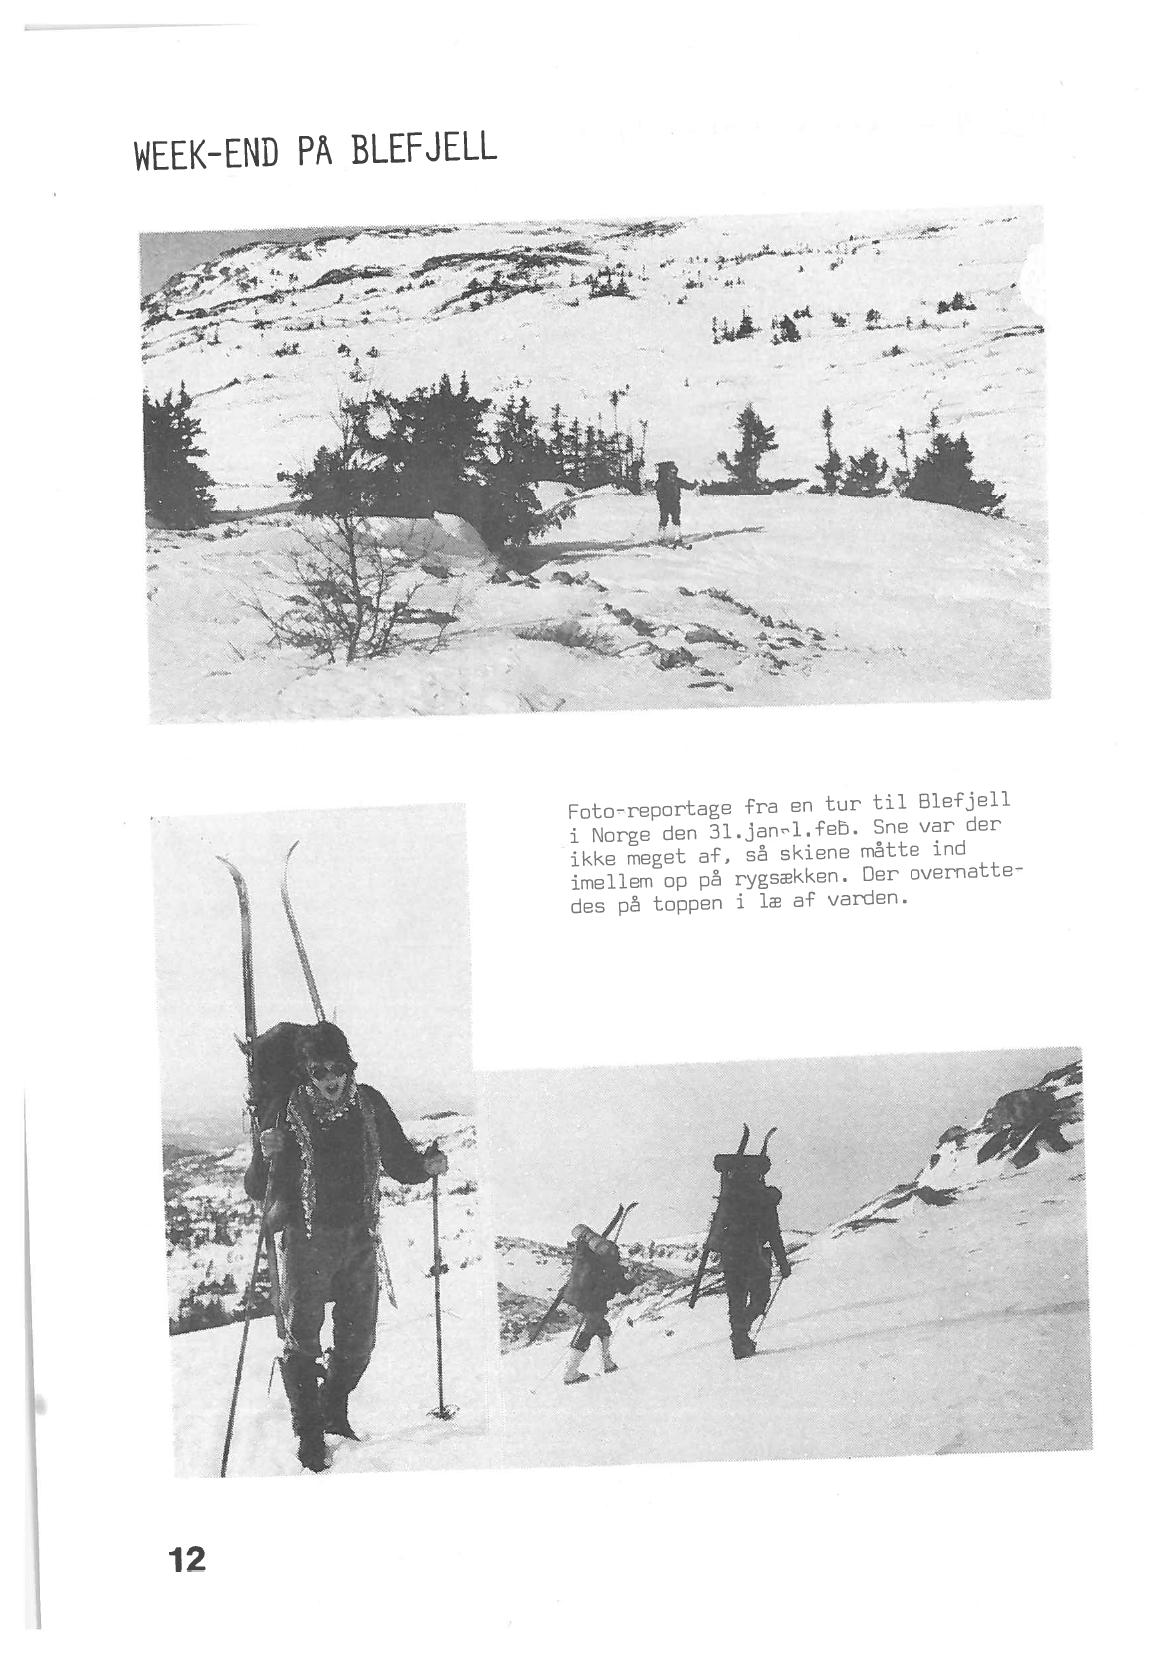 WEEK-END PÅ BLEFJELL
Foto-reportage fra en tur til Blefjell
i Norge den 31.jan-1.feb. Sne var der
ikke meget af, så skiene måtte ind
imellem op på rygsækken. Der overnatte-
des på toppen i læ af varden.
12